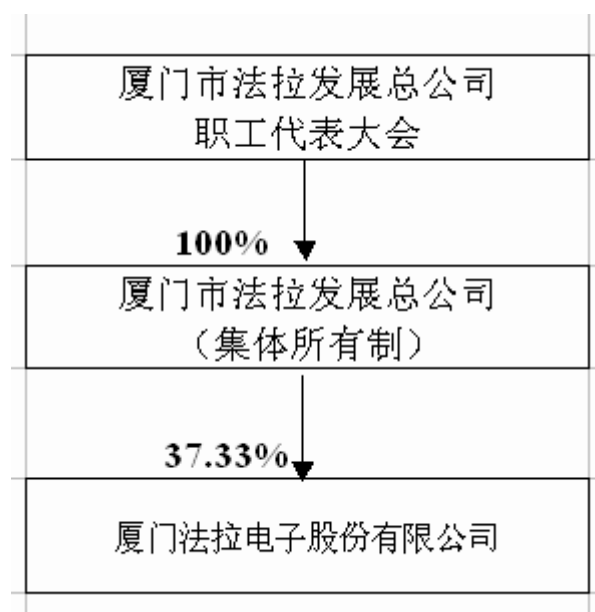 厦门市法拉发展总公司
职工代表大会
100%
厦门市法拉发展总公司
（集体所有制）
37.33%
厦门法拉电子股份有限公司